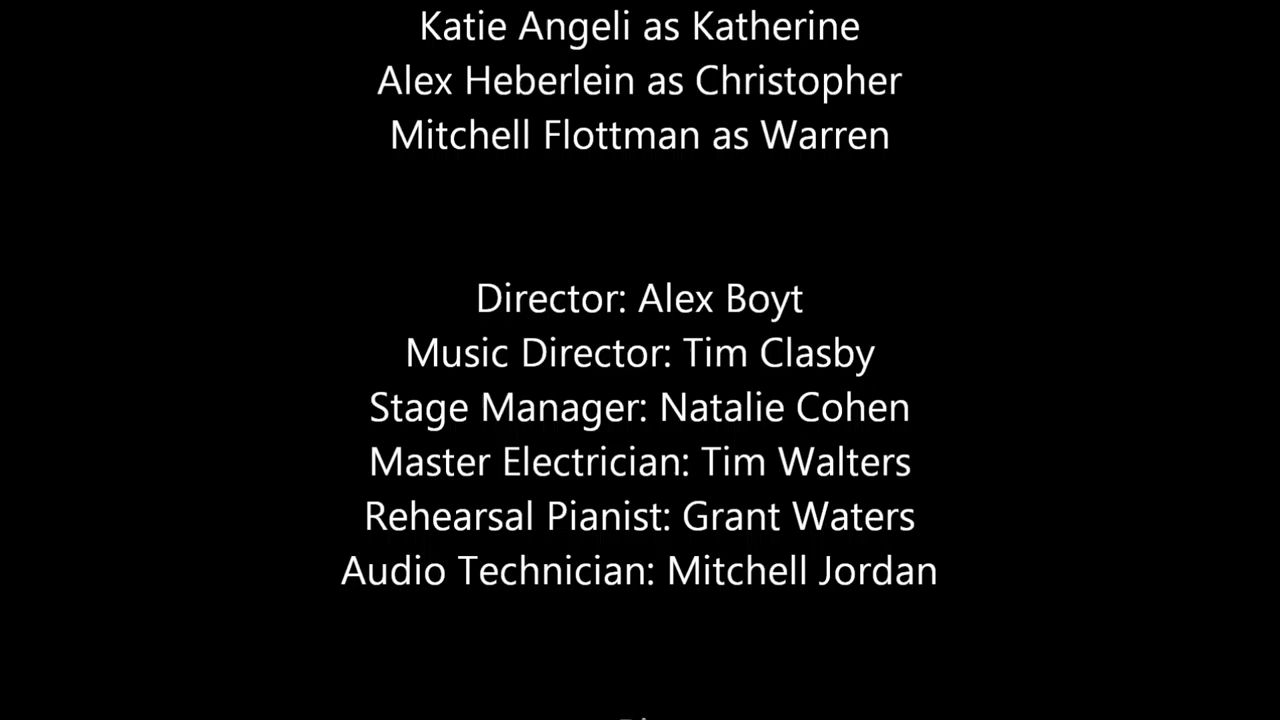 Katie Angeli as Katherine
Alex Heberlein as Christopher
Mitchell Flottman as Warren
Director: Alex Boyt
Music Director: Tim Clasby
Stage Manager: Natalie Cohen
Master Electrician: Tim Walters
Rehearsal Pianist: Grant Waters
Audio Technician: Mitchell Jordan